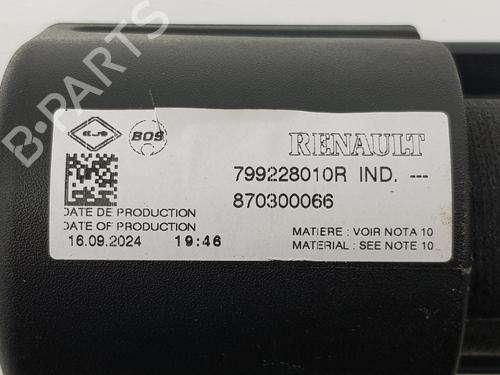 BOS
RENAULT
799228010R IND. ---
870300066
DATE DE PRODUCTION
DATE OF PRODUCTION
16.09.2024 19:46
MATIERE : VOIR NOTA 10
MATERIAL : SEE NOTE 10
B-PARTS